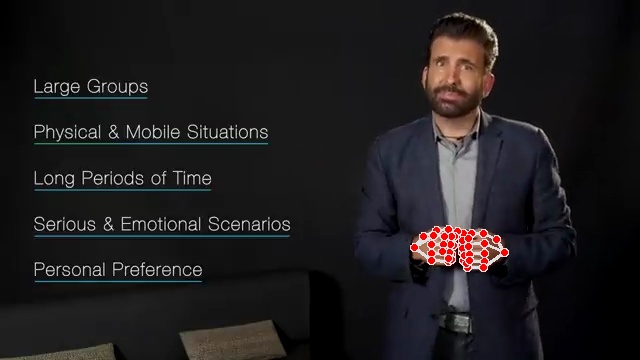 Large Groups
Physical & Mobile Situations
Long Periods of Time
Serious & Emotional Scenarios
Personal Preference